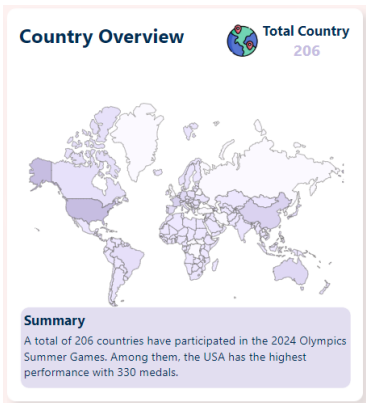 Country Overview
Total Country
206
Summary
A total of 206 countries have participated in the 2024 Olympics
Summer Games. Among them, the USA has the highest
performance with 330 medals.